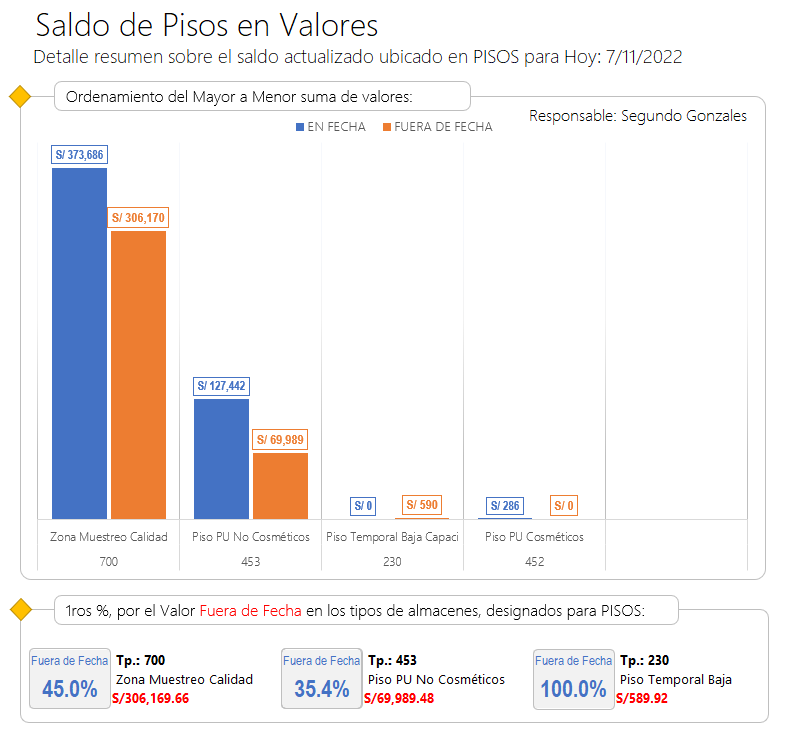 Saldo de Pisos en Valores
Detalle resumen sobre el saldo actualizado ubicado en PISOS para Hoy: 7/11/2022
Ordenamiento del Mayor a Menor suma de valores:
Responsable: Segundo Gonzales
EN FECHA FUERA DE FECHA
S/ 373,686
S/ 306,170
S/ 127,442
S/ 69,989
S/ 0 S/ 590 S/ 286 S/ 0
Zona Muestreo Calidad Piso PU No Cosméticos Piso Temporal Baja Capaci Piso PU Cosméticos
700 453 230 452
1ros %, por el Valor Fuera de Fecha en los tipos de almacenes, designados para PISOS:
Fuera de Fecha Tp.: 700
45.0% Zona Muestreo Calidad
S/306,169.66
Fuera de Fecha Tp.: 453
35.4% Piso PU No Cosméticos
S/69,989.48
Fuera de Fecha Tp.: 230
100.0% Piso Temporal Baja
S/589.92